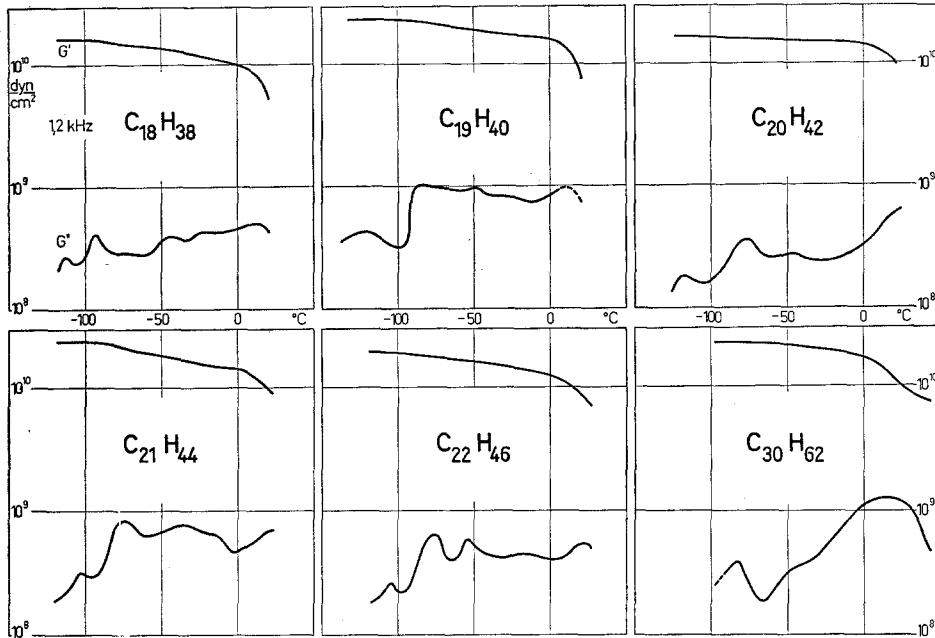 G'
10¹⁰
dyn
cm²
1,2 kHz
C₁₈H₃₈
C₁₉H₄₀
C₂₀H₄₂
10¹⁰
10⁹
10⁹
G"
10⁸
10⁸
-100 -50 0 °C
-100 -50 0 °C
-100 -50 0 °C
10¹⁰
10¹⁰
C₂₁H₄₄
C₂₂H₄₆
C₃₀H₆₂
10⁹
10⁹
10⁸
10⁸